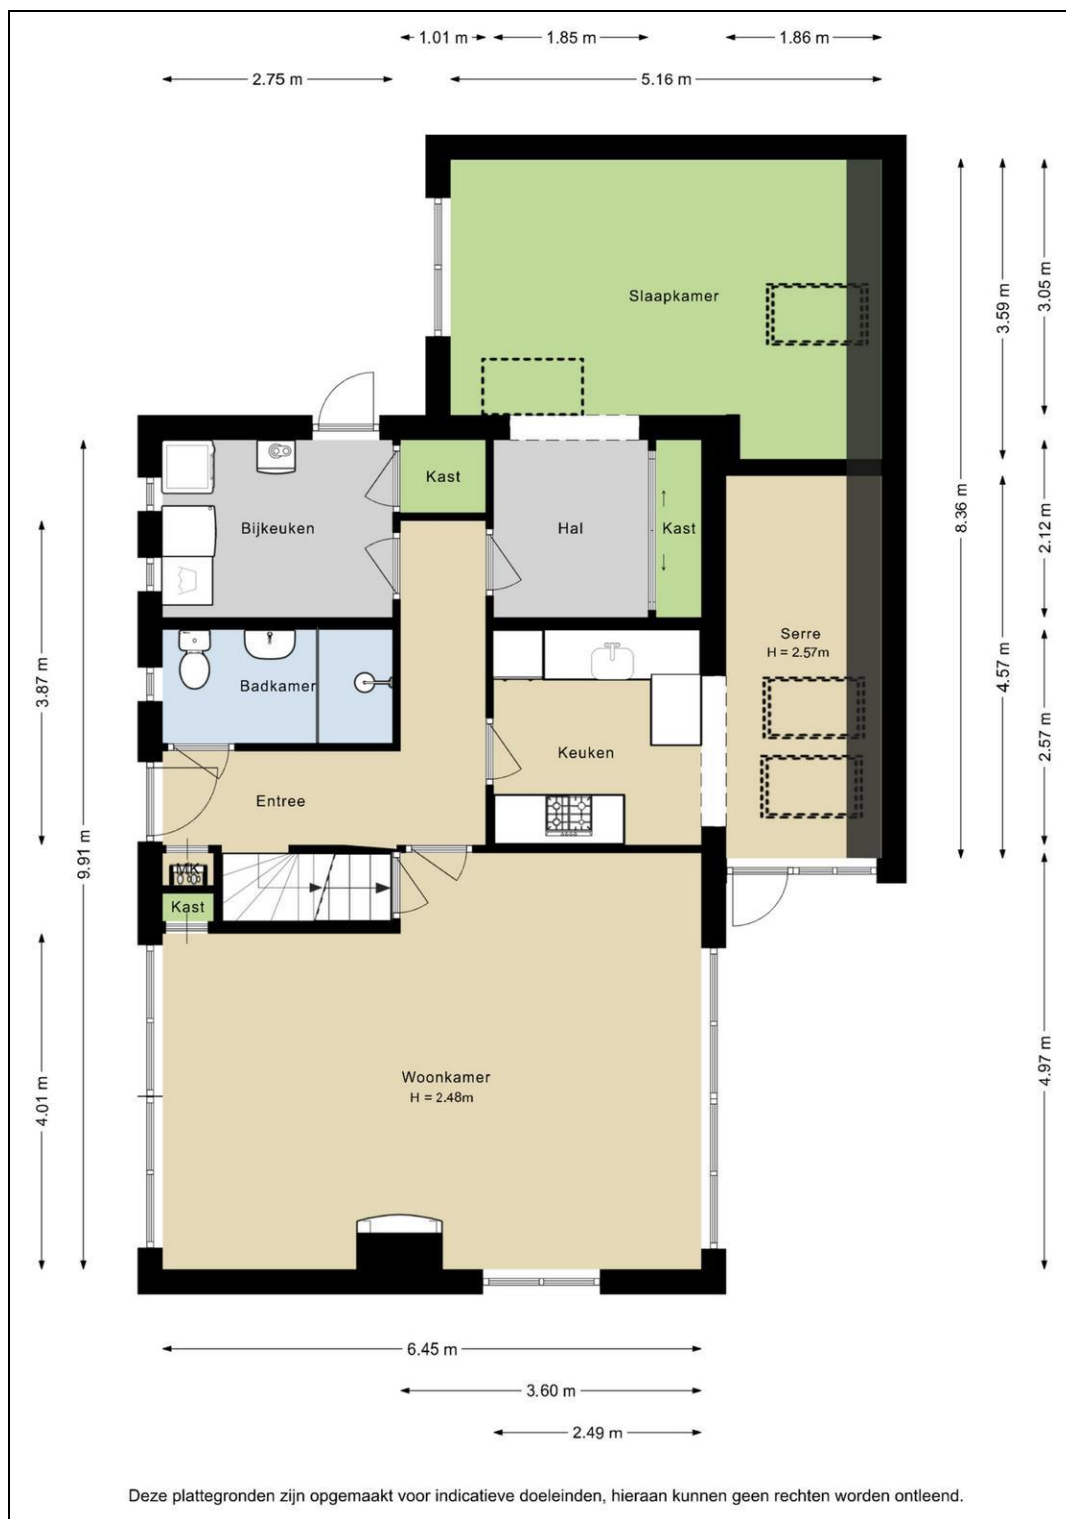 1.01 m
1.85 m
1.86 m
2.75 m
5.16 m
Slaapkamer
3.05 m
3.59 m
8.36 m
Kast
Bijkeuken
Hal
Kast
2.12 m
Serre
H = 2.57m
4.57 m
3.87 m
Badkamer
2.57 m
Keuken
Entree
9.91 m
MK
Kast
4.01 m
Woonkamer
H = 2.48m
4.97 m
6.45 m
3.60 m
2.49 m
Deze plattegronden zijn opgemaakt voor indicatieve doeleinden, hieraan kunnen geen rechten worden ontleend.